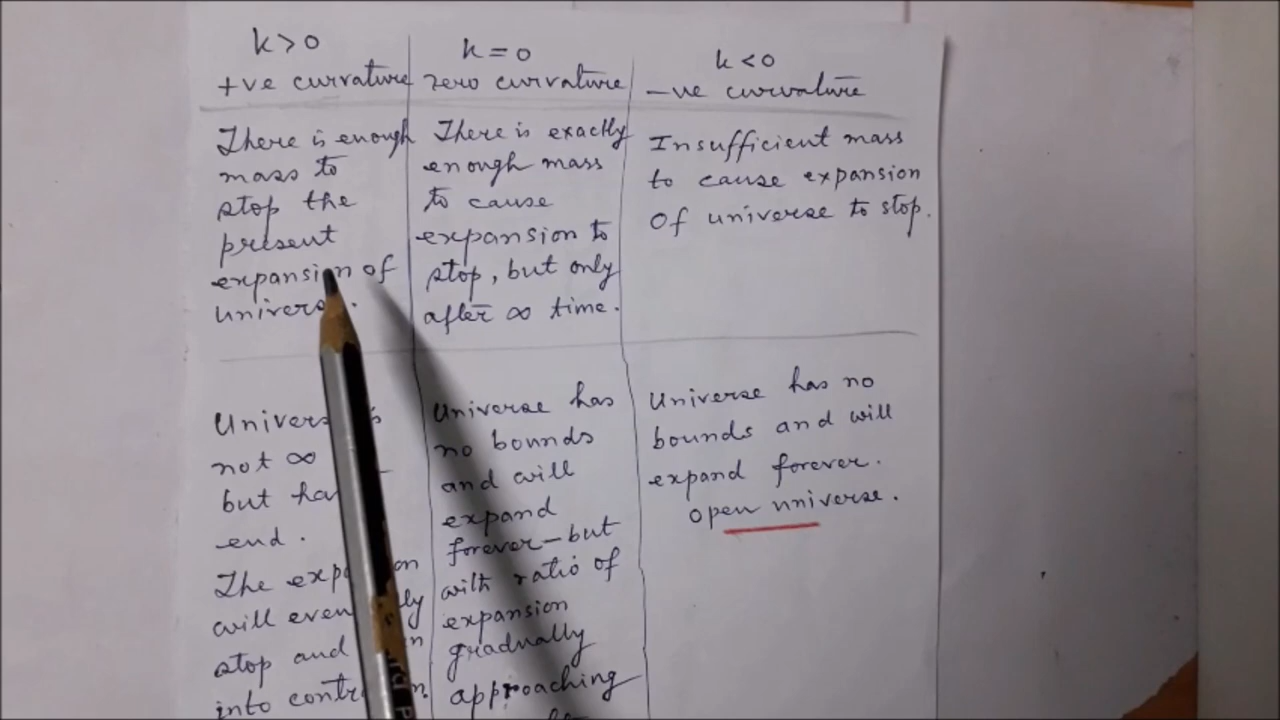 k > 0
+ve curvature
There is enough
mass to
stop the
present
expansion of
Not ∞
but
end.
The
will
stop and
into
k = 0
zero curvature
There is exactly
enough mass
to cause
expansion to
stop, but only
after ∞ time.
Universe has
no bounds
and will
expand
forever – but
with ratio of
expansion
gradually
approaching
k < 0
–ve curvature
Insufficient mass
to cause expansion
of universe to stop.
Universe has no
bounds and will
expand forever.
open universe.